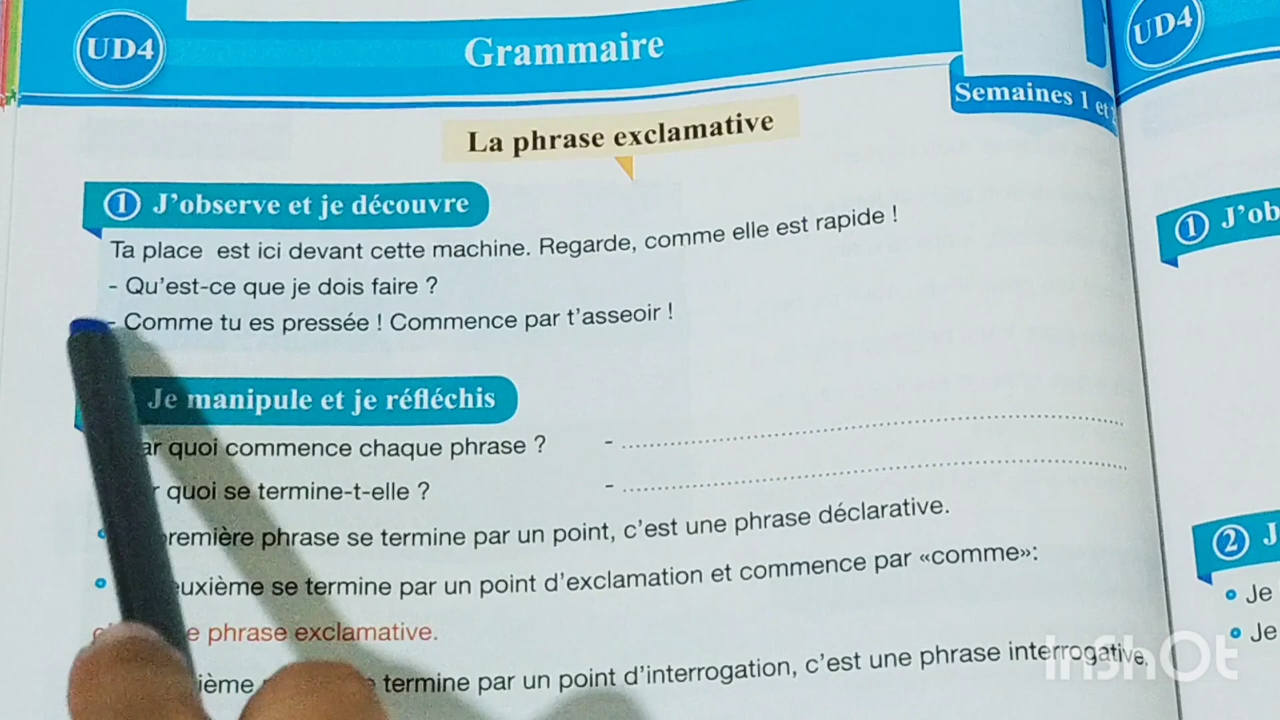 UD4
Grammaire
UD4
Semaines 1 et
La phrase exclamative
1 J'observe et je découvre
Ta place est ici devant cette machine. Regarde, comme elle est rapide !
- Qu'est-ce que je dois faire ?
- Comme tu es pressée ! Commence par t'asseoir !
Je manipule et je réfléchis
quoi commence chaque phrase ?
quoi se termine-t-elle ?
première phrase se termine par un point, c'est une phrase déclarative.
se termine par un point d'exclamation et commence par «comme»:
phrase exclamative.
termine par un point d'interrogation, c'est une phrase interrogative,
1
2
Je
Je
InShOt